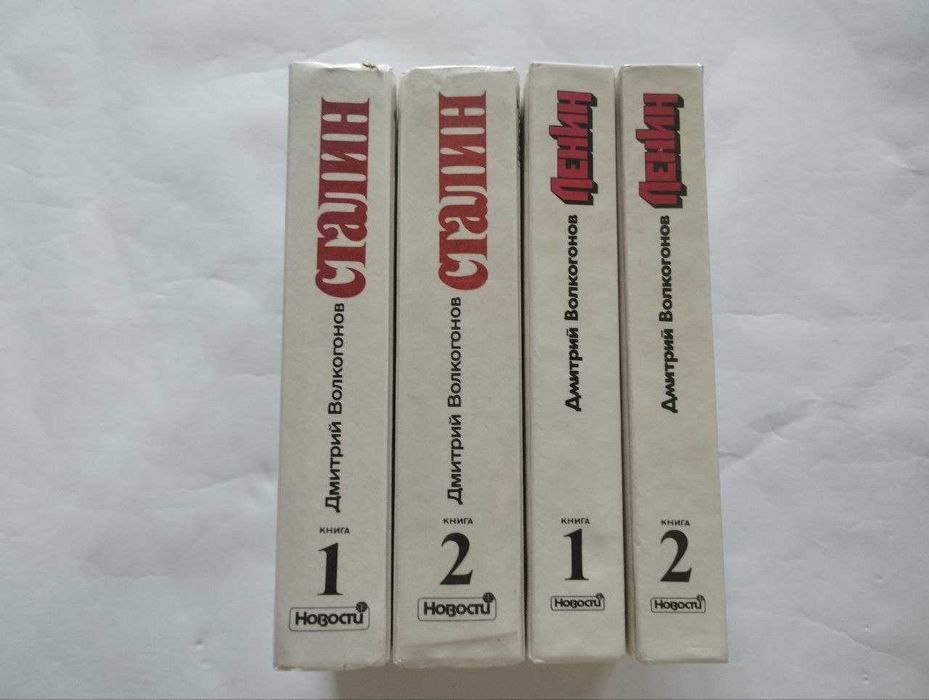 Сталин
Дмитрий Волкогонов
КНИГА
1
Новости
Сталин
Дмитрий Волкогонов
КНИГА
2
Новости
Ленин
Дмитрий Волкогонов
КНИГА
1
Новости
Ленин
Дмитрий Волкогонов
КНИГА
2
Новости